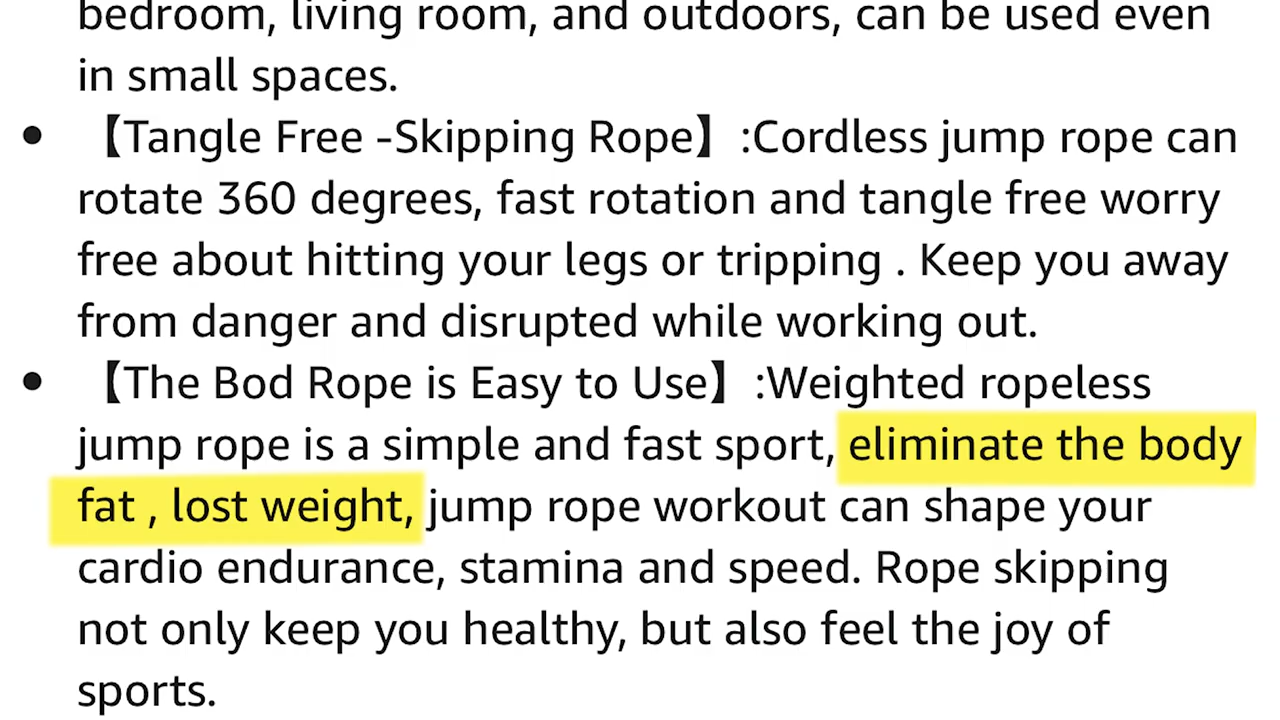 bedroom, living room, and outdoors, can be used even
in small spaces.
• 【Tangle Free -Skipping Rope】:Cordless jump rope can
rotate 360 degrees, fast rotation and tangle free worry
free about hitting your legs or tripping . Keep you away
from danger and disrupted while working out.
• 【The Bod Rope is Easy to Use】:Weighted ropeless
jump rope is a simple and fast sport, eliminate the body
fat , lost weight, jump rope workout can shape your
cardio endurance, stamina and speed. Rope skipping
not only keep you healthy, but also feel the joy of
sports.